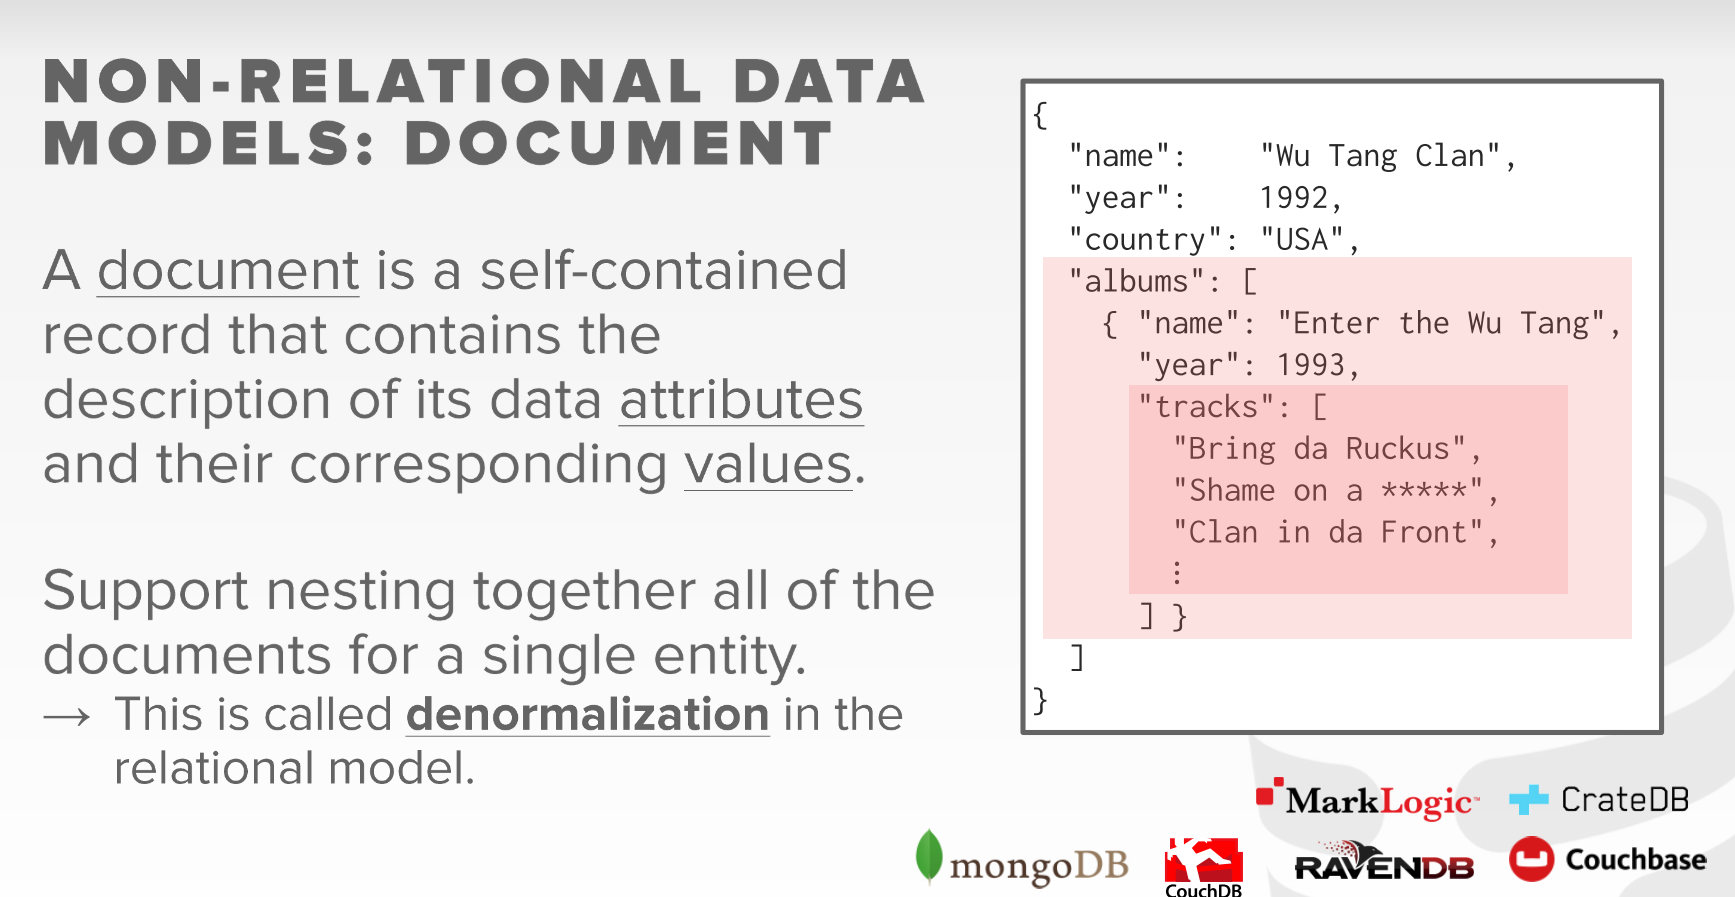 NON-RELATIONAL DATA
MODELS: DOCUMENT
A document is a self-contained
record that contains the
description of its data attributes
and their corresponding values.
Support nesting together all of the
documents for a single entity.
→ This is called denormalization in the
relational model.
{
"name":     "Wu Tang Clan",
"year":     1992,
"country": "USA",
"albums": [
{ "name": "Enter the Wu Tang",
"year": 1993,
"tracks": [
"Bring da Ruckus",
"Shame on a *****",
"Clan in da Front",
⋮
] }
]
}
MarkLogic™
CrateDB
mongoDB
CouchDB
RAVENDB
Couchbase